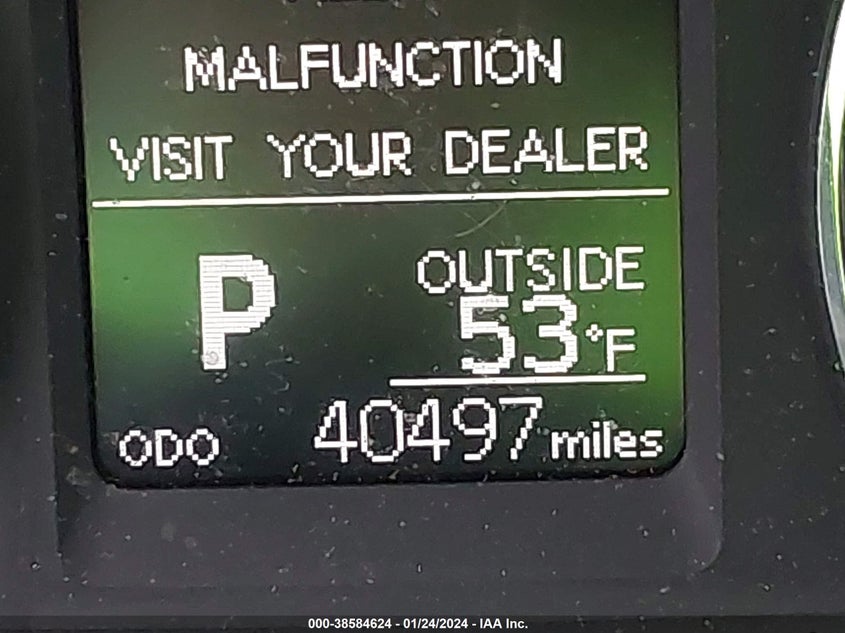 MALFUNCTION
VISIT YOUR DEALER
P
OUTSIDE
53°F
ODO 40497 miles
000-38584624 - 01/24/2024 - IAA Inc.